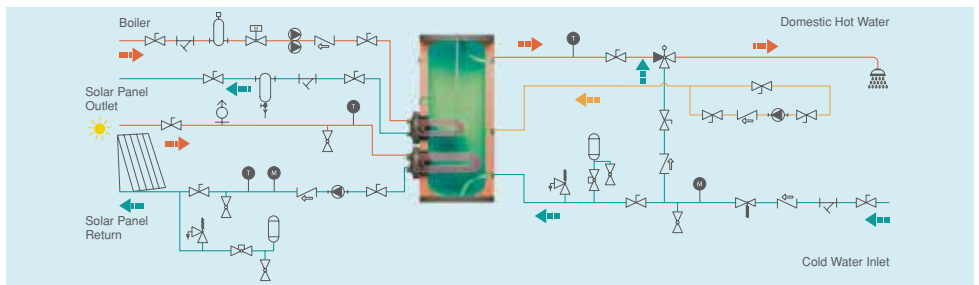 Boiler
Domestic Hot Water
M
T
Solar Panel
Outlet
T
T
M
M
Solar Panel
Return
Cold Water Inlet